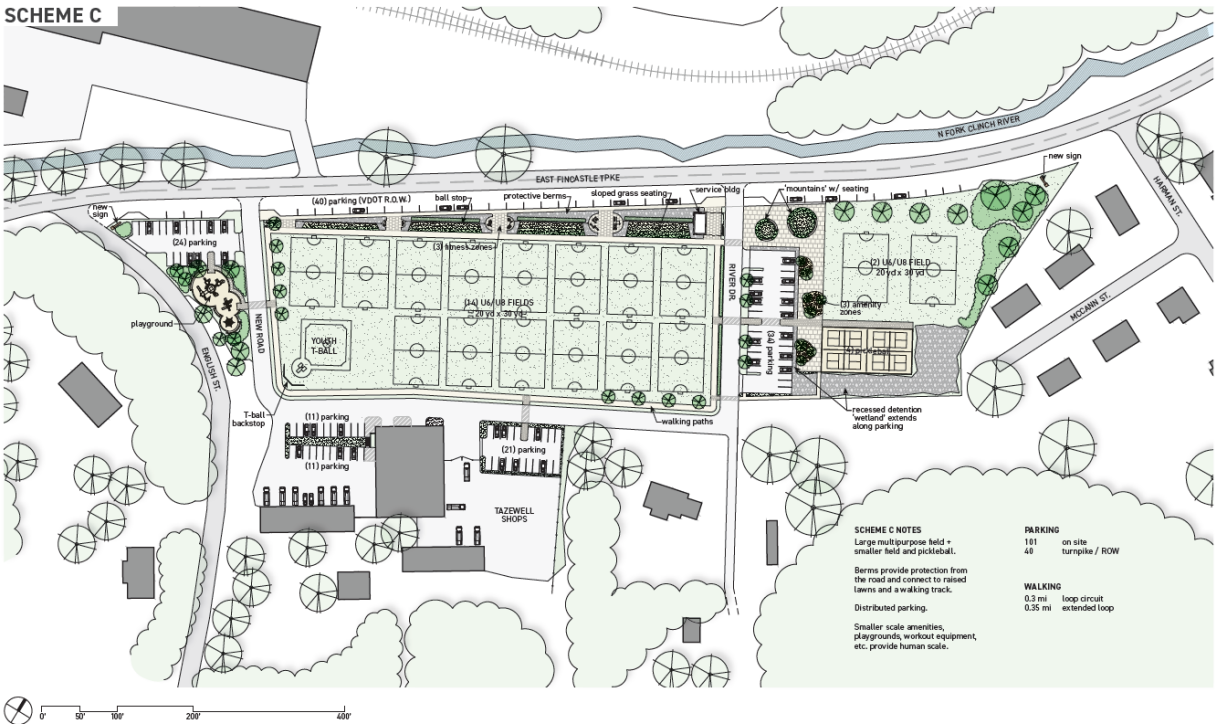 SCHEME C
N FORK CLINCH RIVER
EAST FINCASTLE TPKE
new sign
HARMAN ST.
new
sign
(40) parking (VDOT R.O.W.)
ball stop
protective berms
sloped grass seating
service bldg
'mountains' w/ seating
(24) parking
(3) fitness zones
(2) U6/U8 FIELD
20 yd x 30 yd
RIVER DR.
MCCANN ST.
(14) U6/U8 FIELDS
20 yd x 30 yd
(3) amenity
zones
playground
NEW ROAD
YOUTH
T-BALL
(34) parking
(4) pickleball
ENGLISH ST.
T-ball
backstop
walking paths
recessed detention
'wetland' extends
along parking
(11) parking
(11) parking
(21) parking
TAZEWELL
SHOPS
SCHEME C NOTES
Large multipurpose field +
smaller field and pickleball.
Berms provide protection from
the road and connect to raised
lawns and a walking track.
Distributed parking.
Smaller scale amenities,
playgrounds, workout equipment,
etc. provide human scale.
PARKING
101 on site
40 turnpike / ROW
WALKING
0.3 mi loop circuit
0.35 mi extended loop
0' 50' 100' 200' 400'